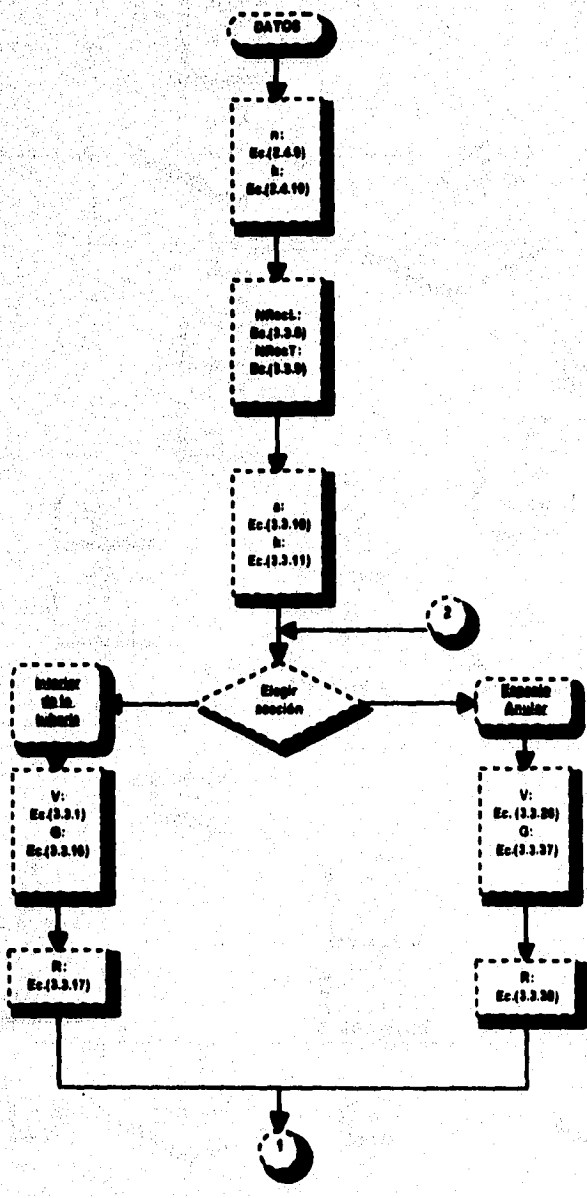 DATOS
n:
Ec.(2.4.9)
k:
Ec.(2.4.10)
NRecL:
Ec.(3.3.8)
NRecT:
Ec.(3.3.9)
a:
Ec.(3.3.10)
b:
Ec.(3.3.11)
2
Elegir
sección
Interior
de la
tubería
Espacio
Anular
V:
Ec.(3.3.1)
G:
Ec.(3.3.16)
V:
Ec. (3.3.26)
G:
Ec.(3.3.37)
R:
Ec.(3.3.17)
R:
Ec.(3.3.38)
1